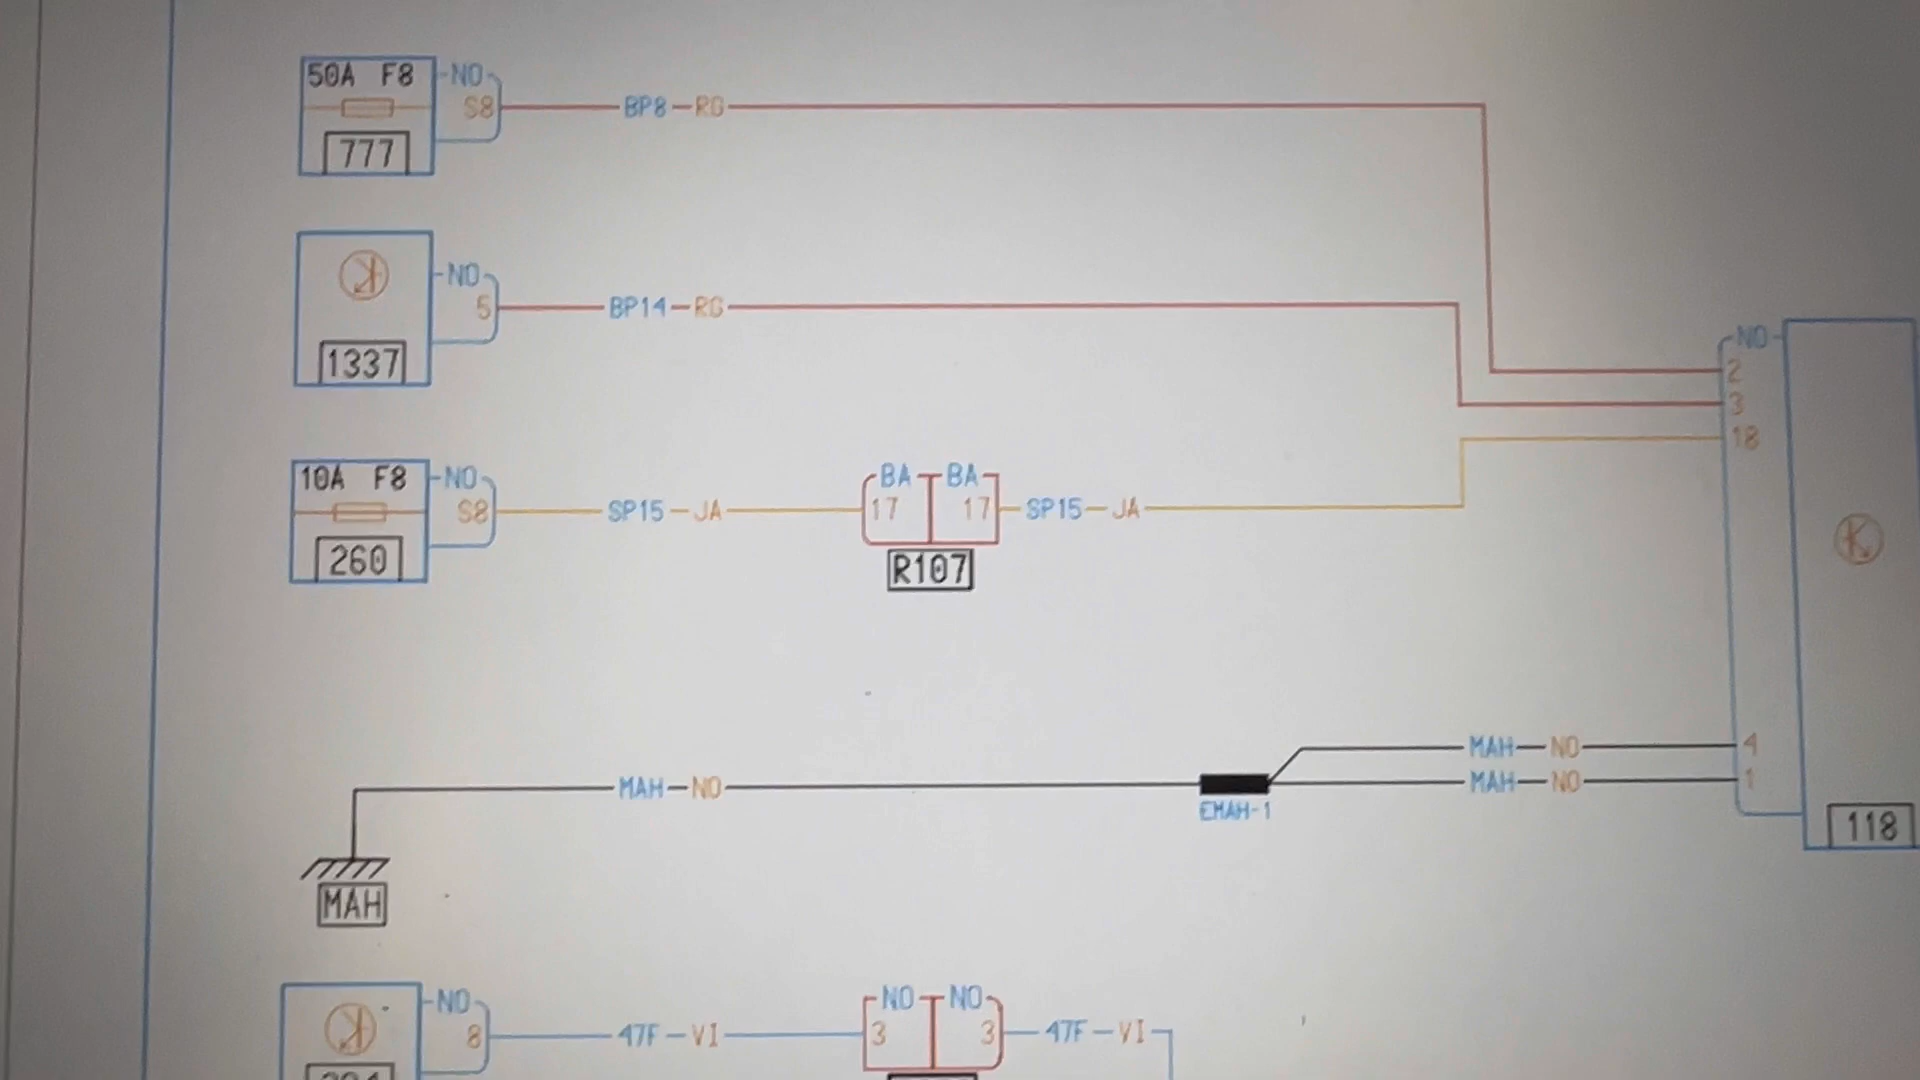 50A F8 NO
S8 BP8 RG
777
NO
5 BP14 RG
1337
NO
2
3
18
10A F8 NO
S8 SP15 JA
260
BA BA
17 17 SP15 JA
R107
MAH NO 4
MAH NO 1
MAH NO
EMAH-1
118
MAH
NO
8 47F VI
NO NO
3 3 47F VI